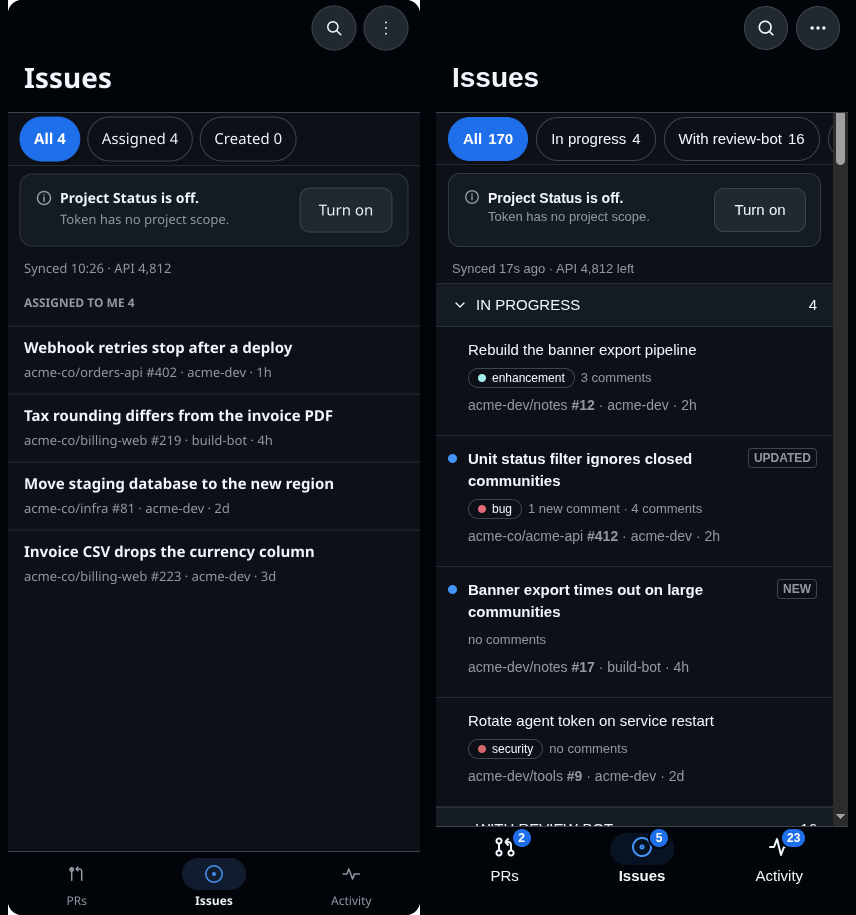 Issues
All 4
Assigned 4
Created 0
Project Status is off.
Token has no project scope.
Turn on
Synced 10:26 · API 4,812
ASSIGNED TO ME 4
Webhook retries stop after a deploy
acme-co/orders-api #402 · acme-dev · 1h
Tax rounding differs from the invoice PDF
acme-co/billing-web #219 · build-bot · 4h
Move staging database to the new region
acme-co/infra #81 · acme-dev · 2d
Invoice CSV drops the currency column
acme-co/billing-web #223 · acme-dev · 3d
PRs
Issues
Activity
Issues
All 170
In progress 4
With review-bot 16
Project Status is off.
Token has no project scope.
Turn on
Synced 17s ago · API 4,812 left
IN PROGRESS 4
Rebuild the banner export pipeline
enhancement 3 comments
acme-dev/notes #12 · acme-dev · 2h
Unit status filter ignores closed UPDATED
communities
bug 1 new comment · 4 comments
acme-co/acme-api #412 · acme-dev · 2h
Banner export times out on large NEW
communities
no comments
acme-dev/notes #17 · build-bot · 4h
Rotate agent token on service restart
security no comments
acme-dev/tools #9 · acme-dev · 2d
2
5
23
PRs
Issues
Activity